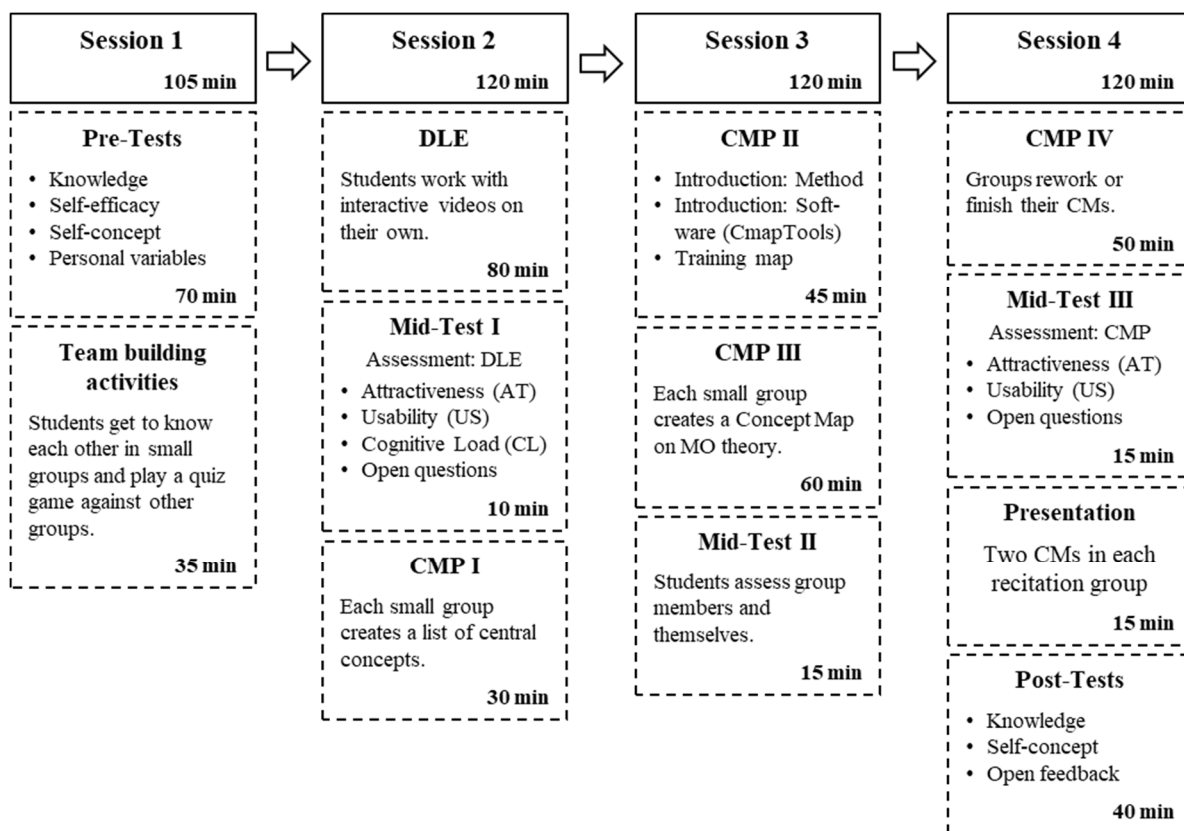 Session 1
105 min
Pre-Tests
• Knowledge
• Self-efficacy
• Self-concept
• Personal variables
70 min
Team building
activities
Students get to know
each other in small
groups and play a quiz
game against other
groups.
35 min
Session 2
120 min
DLE
Students work with
interactive videos on
their own.
80 min
Mid-Test I
Assessment: DLE
• Attractiveness (AT)
• Usability (US)
• Cognitive Load (CL)
• Open questions
10 min
CMP I
Each small group
creates a list of central
concepts.
30 min
Session 3
120 min
CMP II
• Introduction: Method
• Introduction: Soft-
ware (CmapTools)
• Training map
45 min
CMP III
Each small group
creates a Concept Map
on MO theory.
60 min
Mid-Test II
Students assess group
members and
themselves.
15 min
Session 4
120 min
CMP IV
Groups rework or
finish their CMs.
50 min
Mid-Test III
Assessment: CMP
• Attractiveness (AT)
• Usability (US)
• Open questions
15 min
Presentation
Two CMs in each
recitation group
15 min
Post-Tests
• Knowledge
• Self-concept
• Open feedback
40 min